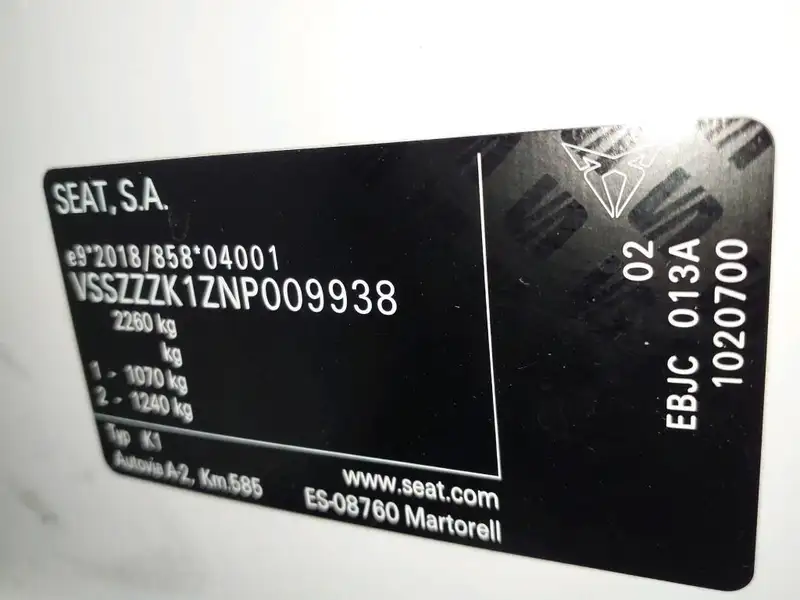 SEAT, S.A.
e9*2018/858*04001
VSSZZZK1ZNP009938
2260 kg
kg
1 - 1070 kg
2 - 1240 kg
Typ K1
Autovia A-2, Km.585
www.seat.com
ES-08760 Martorell
02
EBJC 013A
1020700